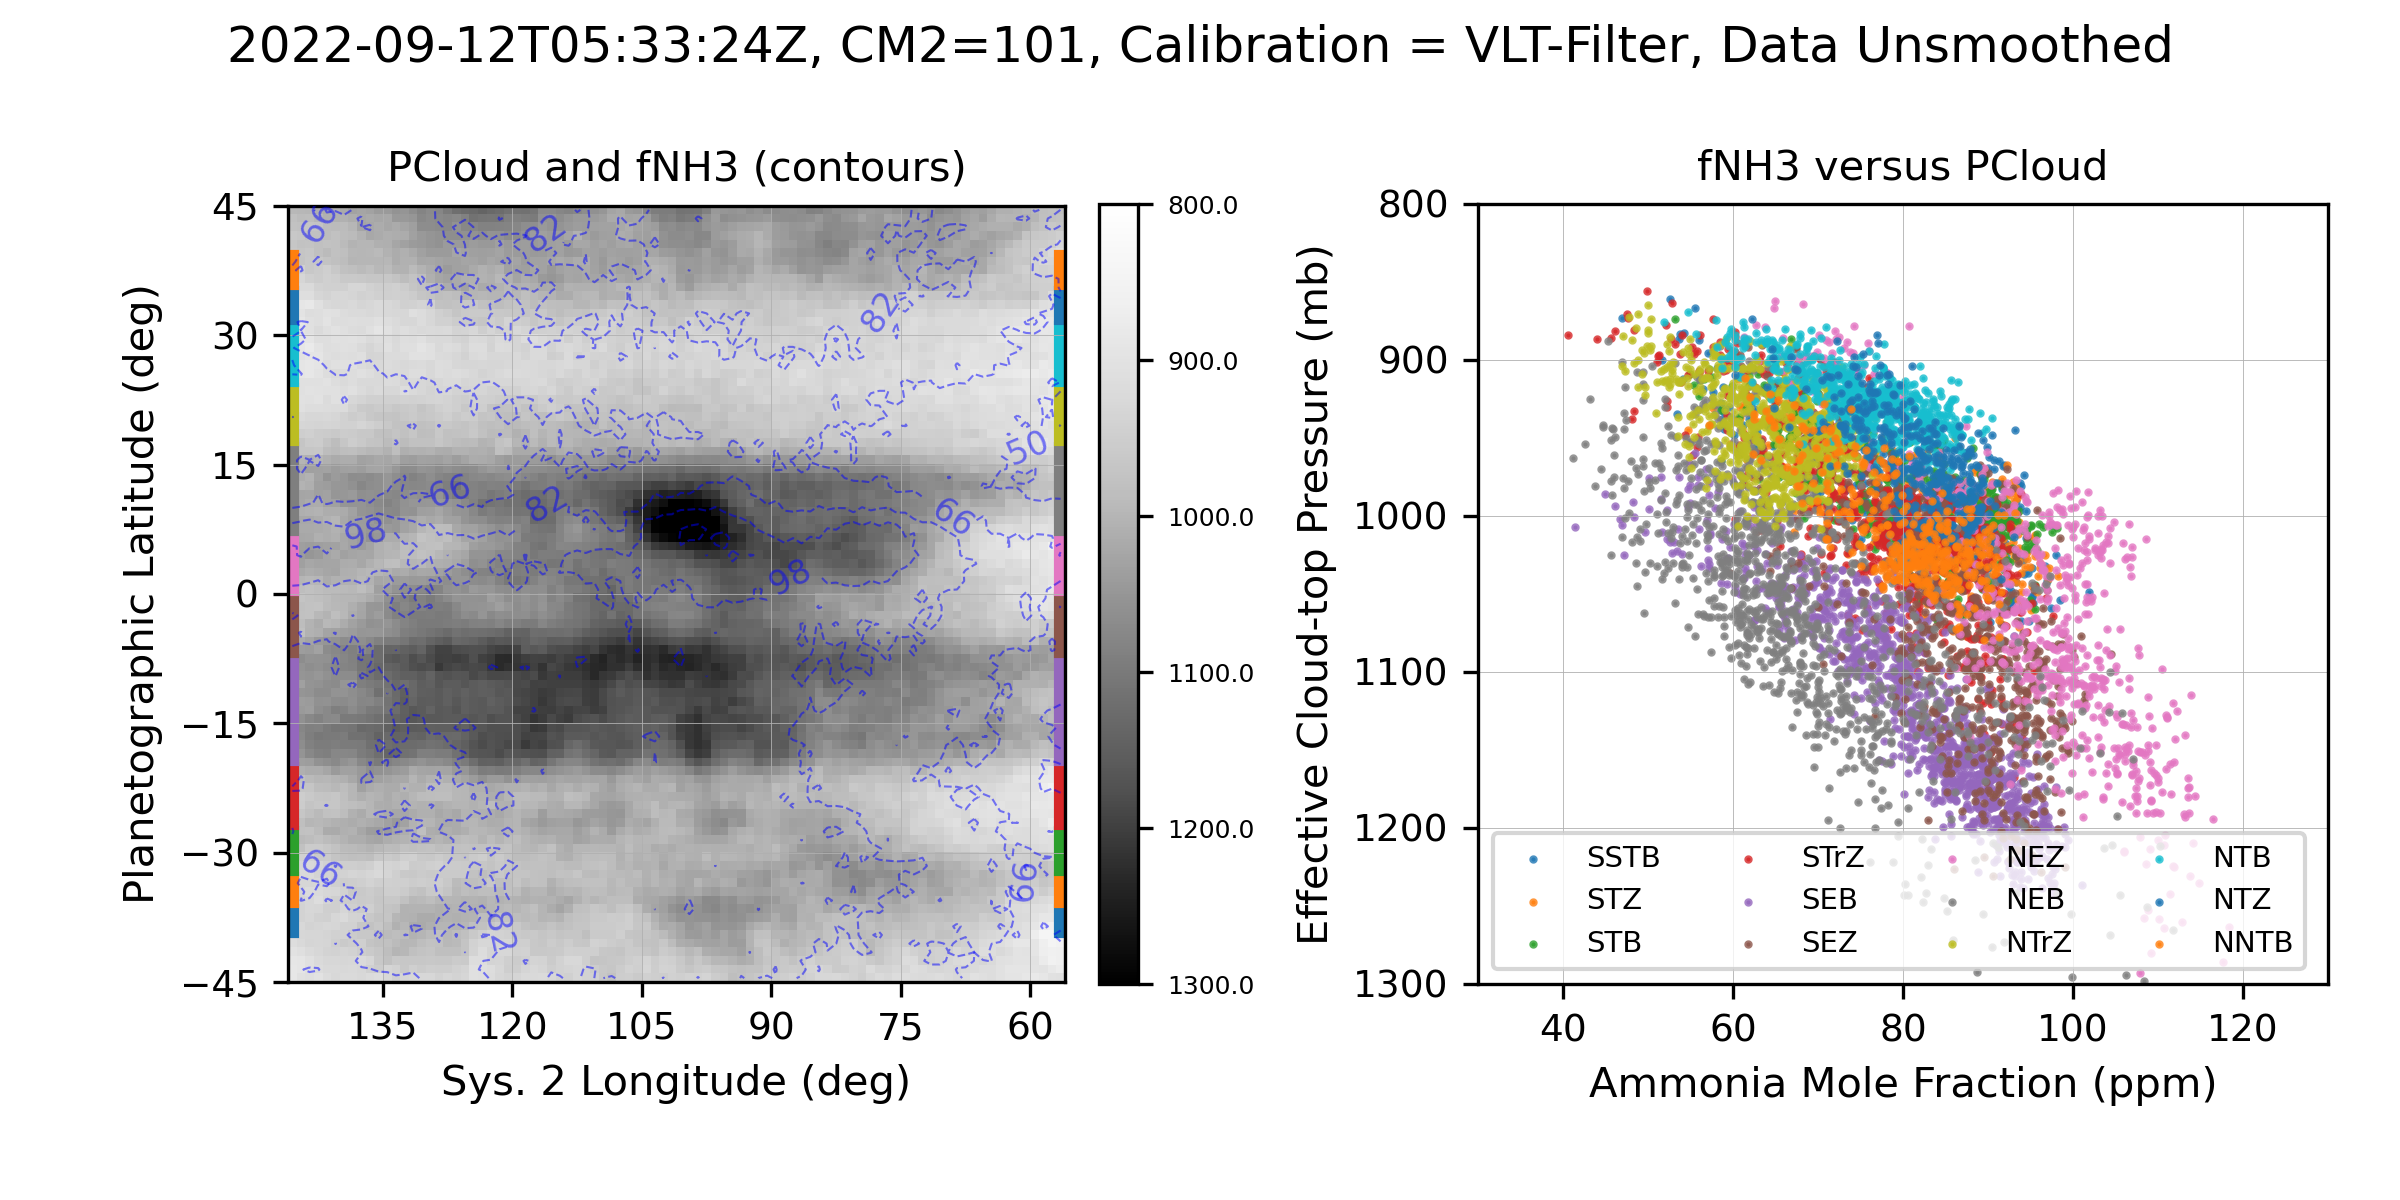 2022-09-12T05:33:24Z, CM2=101, Calibration = VLT-Filter, Data Unsmoothed
PCloud and fNH3 (contours)
Planetographic Latitude (deg)
45
30
15
0
−15
−30
−45
135 120 105 90 75 60
Sys. 2 Longitude (deg)
66
82
82
50
66
82
98
66
98
66
82
66
800.0
900.0
1000.0
1100.0
1200.0
1300.0
fNH3 versus PCloud
Effective Cloud-top Pressure (mb)
800
900
1000
1100
1200
1300
SSTB STrZ NEZ NTB
STZ SEB NEB NTZ
STB SEZ NTrZ NNTB
40 60 80 100 120
Ammonia Mole Fraction (ppm)